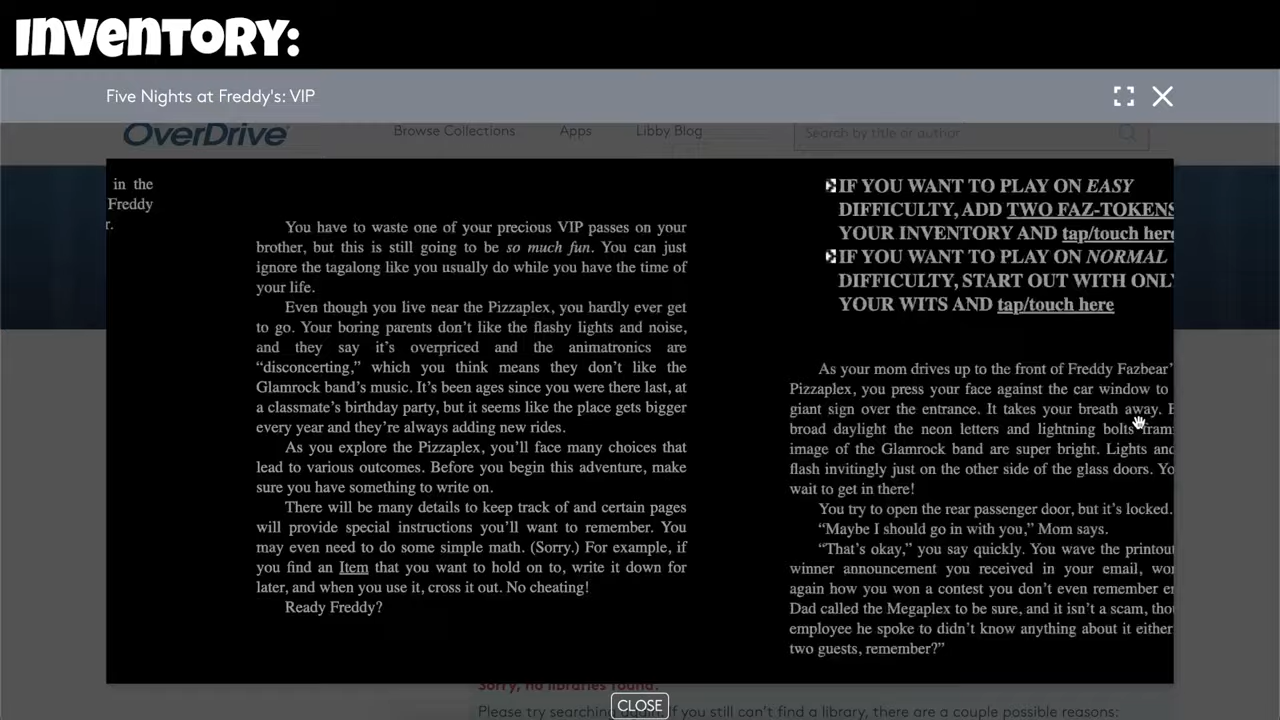 INVENTORY:
Five Nights at Freddy's: VIP
OverDrive
Browse Collections
Apps
Libby Blog
Search by title or author
in the
Freddy
r.
You have to waste one of your precious VIP passes on your
brother, but this is still going to be so much fun. You can just
ignore the tagalong like you usually do while you have the time of
your life.
Even though you live near the Pizzaplex, you hardly ever get
to go. Your boring parents don’t like the flashy lights and noise,
and they say it’s overpriced and the animatronics are
“disconcerting,” which you think means they don’t like the
Glamrock band’s music. It’s been ages since you were there last, at
a classmate’s birthday party, but it seems like the place gets bigger
every year and they’re always adding new rides.
As you explore the Pizzaplex, you’ll face many choices that
lead to various outcomes. Before you begin this adventure, make
sure you have something to write on.
There will be many details to keep track of and certain pages
will provide special instructions you’ll want to remember. You
may even need to do some simple math. (Sorry.) For example, if
you find an Item that you want to hold on to, write it down for
later, and when you use it, cross it out. No cheating!
Ready Freddy?
IF YOU WANT TO PLAY ON EASY
DIFFICULTY, ADD TWO FAZ-TOKENS
YOUR INVENTORY AND tap/touch here
IF YOU WANT TO PLAY ON NORMAL
DIFFICULTY, START OUT WITH
YOUR WITS AND tap/touch here
As your mom drives up to the front of Freddy Fazbear’
Pizzaplex, you press your face against the car window to
giant sign over the entrance. It takes your breath away.
broad daylight the neon letters and lightning bolts
image of the Glamrock band are super bright. Lights and
flash invitingly just on the other side of the glass doors.
wait to get in there!
You try to open the rear passenger door, but it’s locked.
“Maybe I should go in with you,” Mom says.
“That’s okay,” you say quickly. You wave the printout
winner announcement you received in your email,
again how you won a contest you don’t even remember
Dad called the Megaplex to be sure, and it isn’t a scam,
employee he spoke to didn’t know anything about it either
two guests, remember?”
Sorry, no libraries found.
CLOSE
Please try searching again. If you still can't find a library, there are a couple possible reasons: